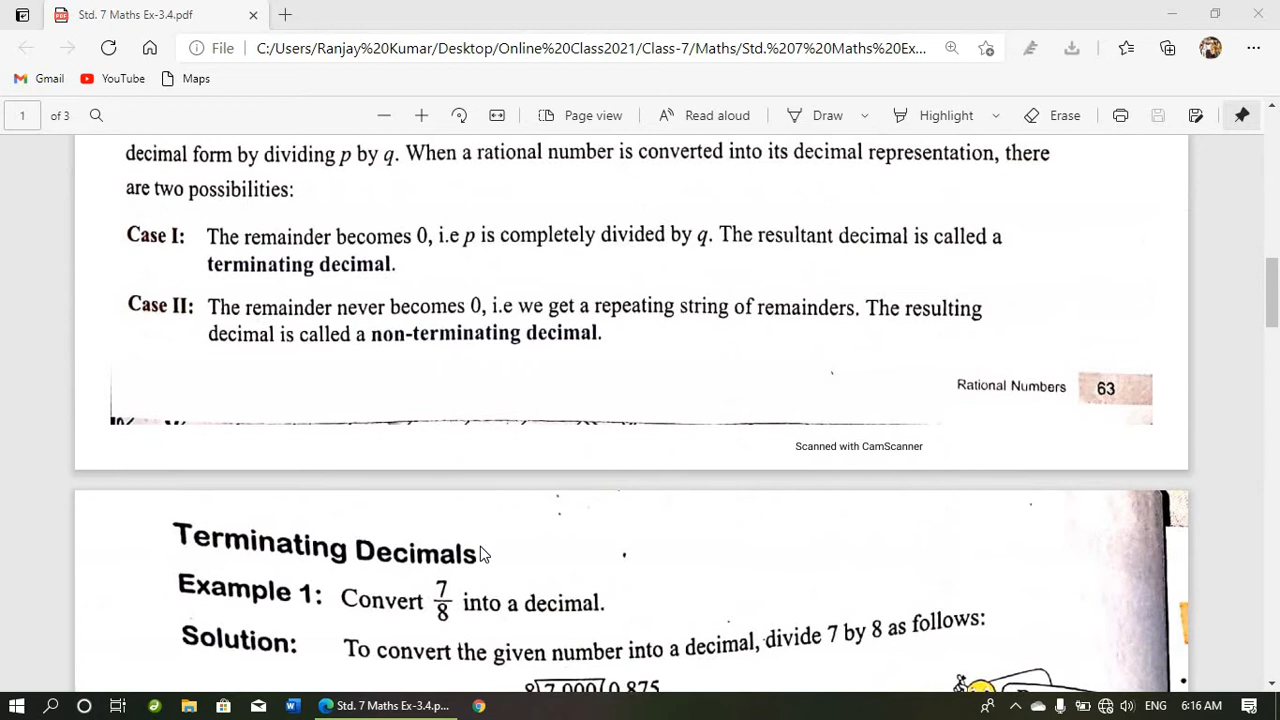 Std. 7 Maths Ex-3.4.pdf
File C:/Users/Ranjay%20Kumar/Desktop/Online%20Class2021/Class-7/Maths/Std.%207%20Maths%20Ex...
Gmail YouTube Maps
1 of 3 Page view Read aloud Draw Highlight Erase
decimal form by dividing p by q. When a rational number is converted into its decimal representation, there
are two possibilities:
Case I: The remainder becomes 0, i.e p is completely divided by q. The resultant decimal is called a
terminating decimal.
Case II: The remainder never becomes 0, i.e we get a repeating string of remainders. The resulting
decimal is called a non-terminating decimal.
Rational Numbers 63
Scanned with CamScanner
Terminating Decimals
Example 1: Convert 7/8 into a decimal.
Solution: To convert the given number into a decimal, divide 7 by 8 as follows:
8 7.000 0.875
Std. 7 Maths Ex-3.4.p... ENG 6:16 AM